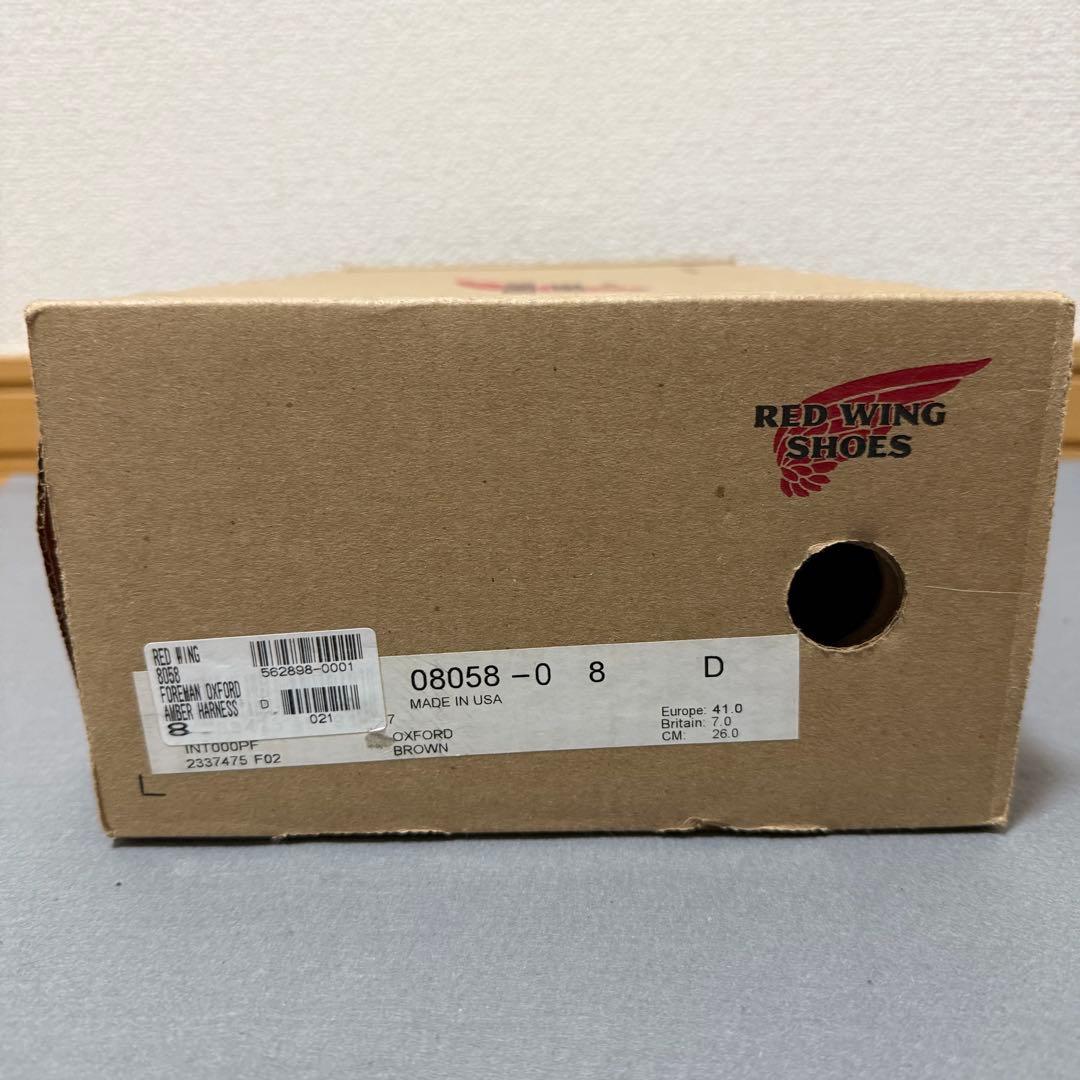 RED WING
SHOES
RED WING
8058
FOREMAN OXFORD
AMBER HARNESS
8
562898-0001
D
021
08058-0 8 D
MADE IN USA
7
OXFORD
BROWN
INT000PF
2337475 F02
Europe: 41.0
Britain: 7.0
CM: 26.0